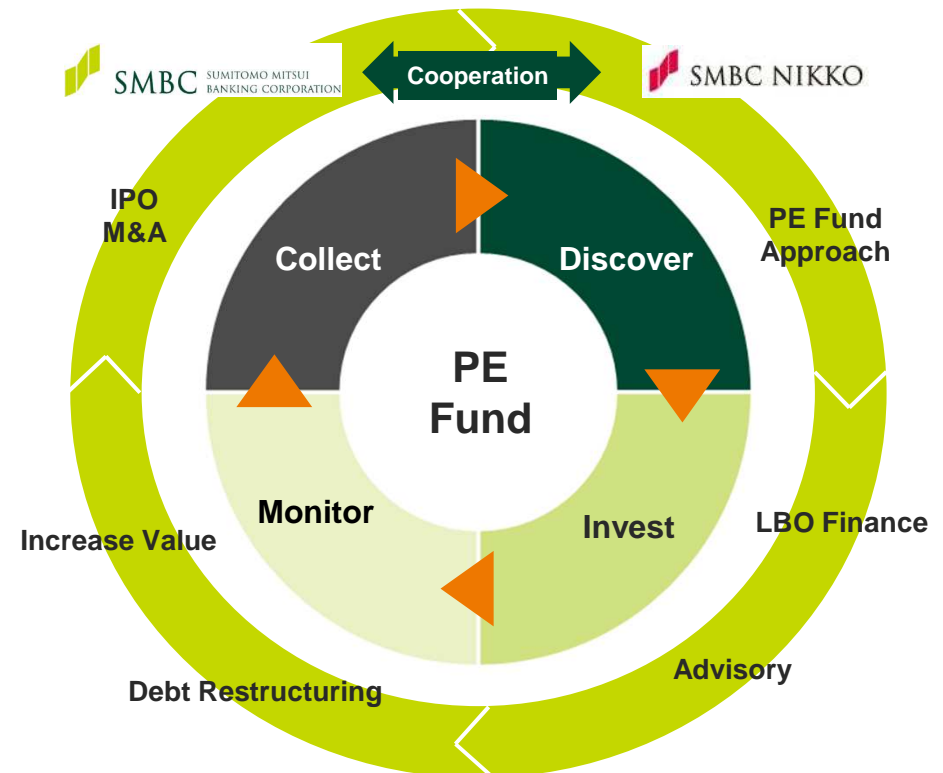 SMBC SUMITOMO MITSUI
BANKING CORPORATION
Cooperation
SMBC NIKKO
IPO
M&A
PE Fund
Approach
Collect
Discover
PE
Fund
Monitor
Invest
Increase Value
LBO Finance
Debt Restructuring
Advisory